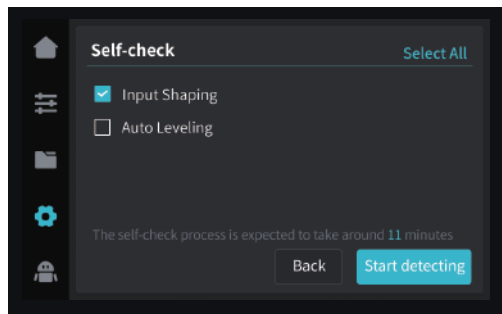 Self-check
Select All
Input Shaping
Auto Leveling
The self-check process is expected to take around 11 minutes
Back
Start detecting